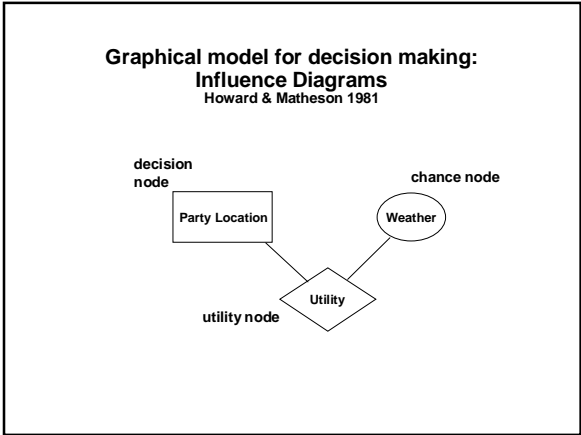 Graphical model for decision making:
Influence Diagrams
Howard & Matheson 1981
decision
node
chance node
Party Location
Weather
Utility
utility node